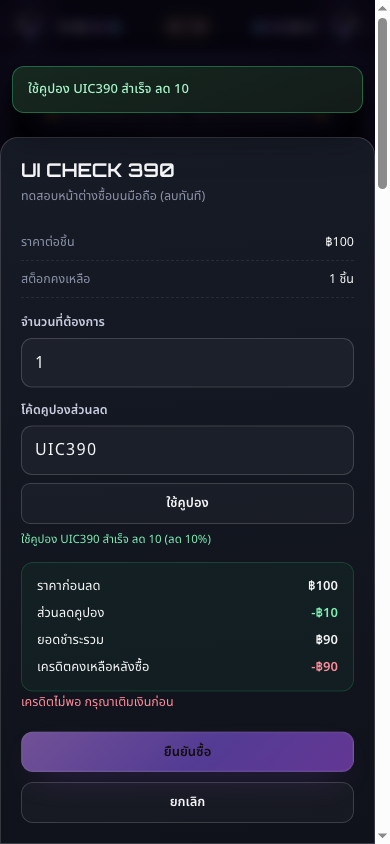 ใช้คูปอง UIC390 สำเร็จ ลด 10
UI CHECK 390
ทดสอบหน้าต่างซื้อบนมือถือ (ลบทันที)
ราคาต่อชิ้น ฿100
สต็อกคงเหลือ 1 ชิ้น
จำนวนที่ต้องการ
1
โค้ดคูปองส่วนลด
UIC390
ใช้คูปอง
ใช้คูปอง UIC390 สำเร็จ ลด 10 (ลด 10%)
ราคาก่อนลด ฿100
ส่วนลดคูปอง -฿10
ยอดชำระรวม ฿90
เครดิตคงเหลือหลังซื้อ -฿90
เครดิตไม่พอ กรุณาเติมเงินก่อน
ยืนยันซื้อ
ยกเลิก